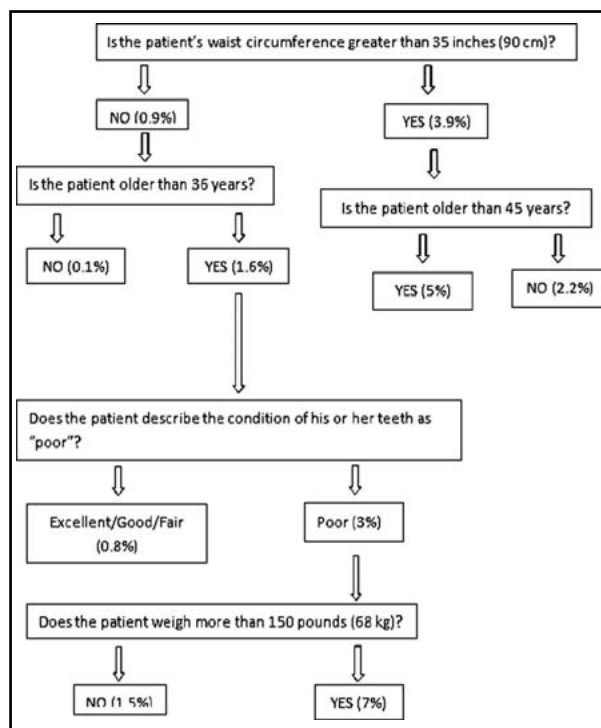 Is the patient's waist circumference greater than 35 inches (90 cm)?
NO (0.9%)
YES (3.9%)
Is the patient older than 36 years?
Is the patient older than 45 years?
NO (0.1%)
YES (1.6%)
YES (5%)
NO (2.2%)
Does the patient describe the condition of his or her teeth as
"poor"?
Excellent/Good/Fair
(0.8%)
Poor (3%)
Does the patient weigh more than 150 pounds (68 kg)?
NO (1.5%)
YES (7%)